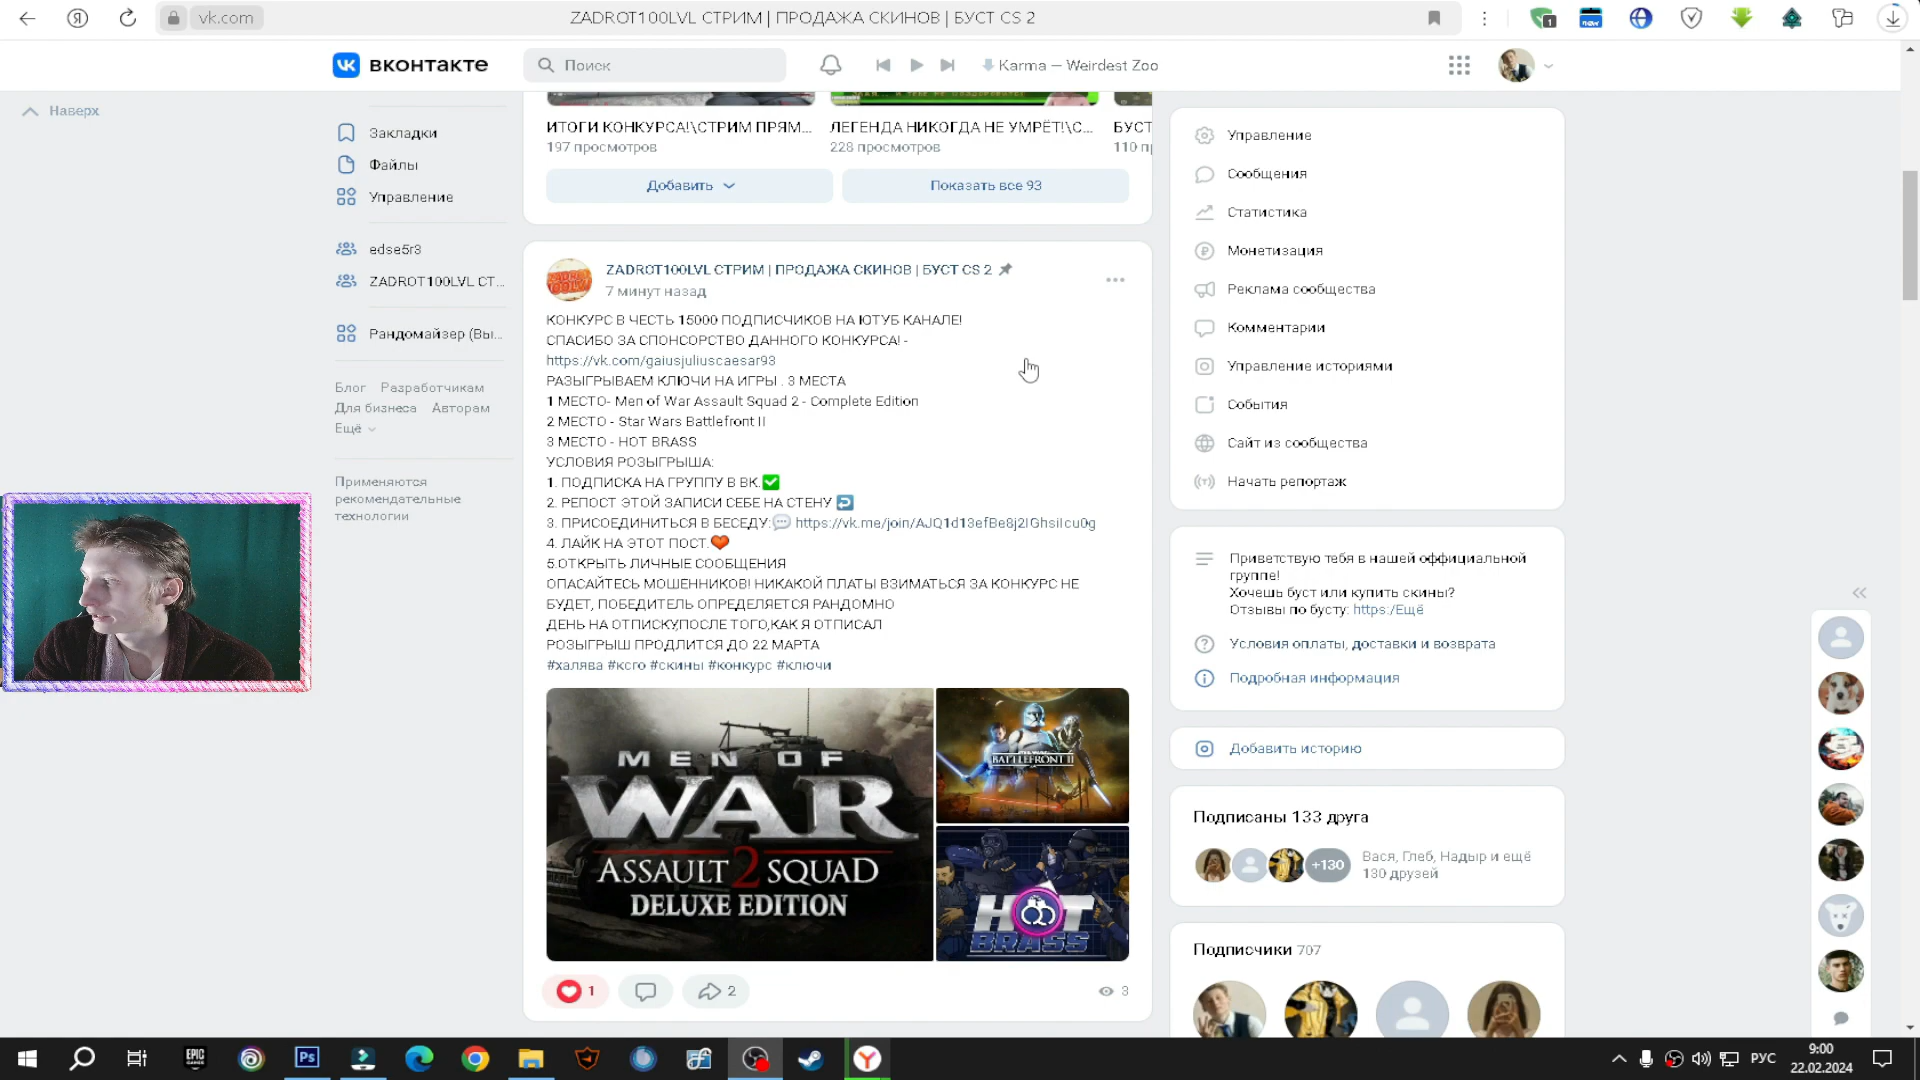 vk.com
ZADROT100LVL СТРИМ | ПРОДАЖА СКИНОВ | БУСТ CS 2
ВКОНТАКТЕ
Поиск
Karma — Weirdest Zoo
Наверх
Закладки
Файлы
Управление
edse5r3
ZADROT100LVL СТ...
Рандомайзер (Вы...
Блог Разработчикам
Для бизнеса Авторам
Ещё
Применяются
рекомендательные
технологии
ИТОГИ КОНКУРСА!\СТРИМ ПРЯМ...
197 просмотров
ЛЕГЕНДА НИКОГДА НЕ УМРЁТ!\С...
228 просмотров
БУСТ
110 п
Добавить
Показать все 93
ZADROT100LVL СТРИМ | ПРОДАЖА СКИНОВ | БУСТ CS 2
7 минут назад
КОНКУРС В ЧЕСТЬ 15000 ПОДПИСЧИКОВ НА ЮТУБ КАНАЛЕ!
СПАСИБО ЗА СПОНСОРСТВО ДАННОГО КОНКУРСА! -
https://vk.com/gaiusjuliuscaesar93
РАЗЫГРЫВАЕМ КЛЮЧИ НА ИГРЫ . 3 МЕСТА
1 МЕСТО- Men of War Assault Squad 2 - Complete Edition
2 МЕСТО - Star Wars Battlefront II
3 МЕСТО - HOT BRASS
УСЛОВИЯ РОЗЫГРЫША:
1. ПОДПИСКА НА ГРУППУ В ВК.✅
2. РЕПОСТ ЭТОЙ ЗАПИСИ СЕБЕ НА СТЕНУ ↩
3. ПРИСОЕДИНИТЬСЯ В БЕСЕДУ:💬 https://vk.me/join/AJQ1d13efBe8j2IGhsiIcu0g
4. ЛАЙК НА ЭТОТ ПОСТ.❤
5.ОТКРЫТЬ ЛИЧНЫЕ СООБЩЕНИЯ
ОПАСАЙТЕСЬ МОШЕННИКОВ! НИКАКОЙ ПЛАТЫ ВЗИМАТЬСЯ ЗА КОНКУРС НЕ
БУДЕТ, ПОБЕДИТЕЛЬ ОПРЕДЕЛЯЕТСЯ РАНДОМНО
ДЕНЬ НА ОТПИСКУ,ПОСЛЕ ТОГО,КАК Я ОТПИСАЛ
РОЗЫГРЫШ ПРОДЛИТСЯ ДО 22 МАРТА
#халява #ксго #скины #конкурс #ключи
MEN OF
WAR
ASSAULT 2 SQUAD
DELUXE EDITION
BATTLEFRONT II
HOT
BRASS
1
2
3
Управление
Сообщения
Статистика
Монетизация
Реклама сообщества
Комментарии
Управление историями
События
Сайт из сообщества
Начать репортаж
Приветствую тебя в нашей оффициальной
группе!
Хочешь буст или купить скины?
Отзывы по бусту: https:/Ещё
Условия оплаты, доставки и возврата
Подробная информация
Добавить историю
Подписаны 133 друга
+130
Вася, Глеб, Надыр и ещё
130 друзей
Подписчики 707
EPIC
Ps
РУС
9:00
22.02.2024